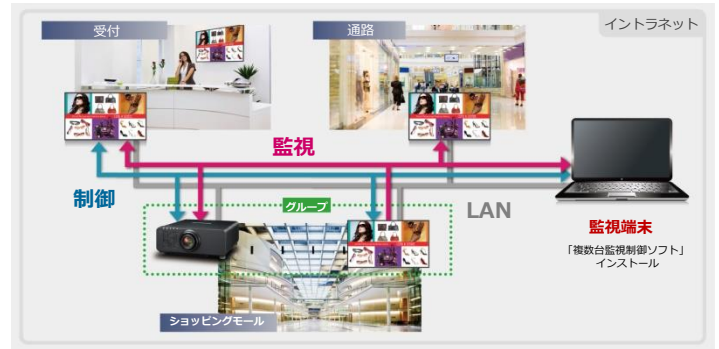 受付
通路
イントラネット
監視
制御
グループ
LAN
監視端末
「複数台監視制御ソフト」
インストール
ショッピングモール